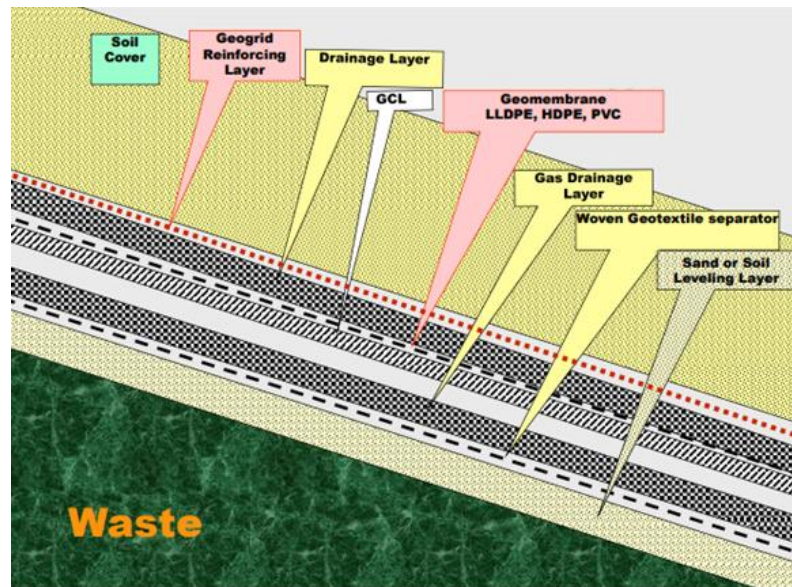 Soil
Cover
Geogrid
Reinforcing
Layer
Drainage Layer
GCL
Geomembrane
LLDPE, HDPE, PVC
Gas Drainage
Layer
Woven Geotextile separator
Sand or Soil
Leveling Layer
Waste